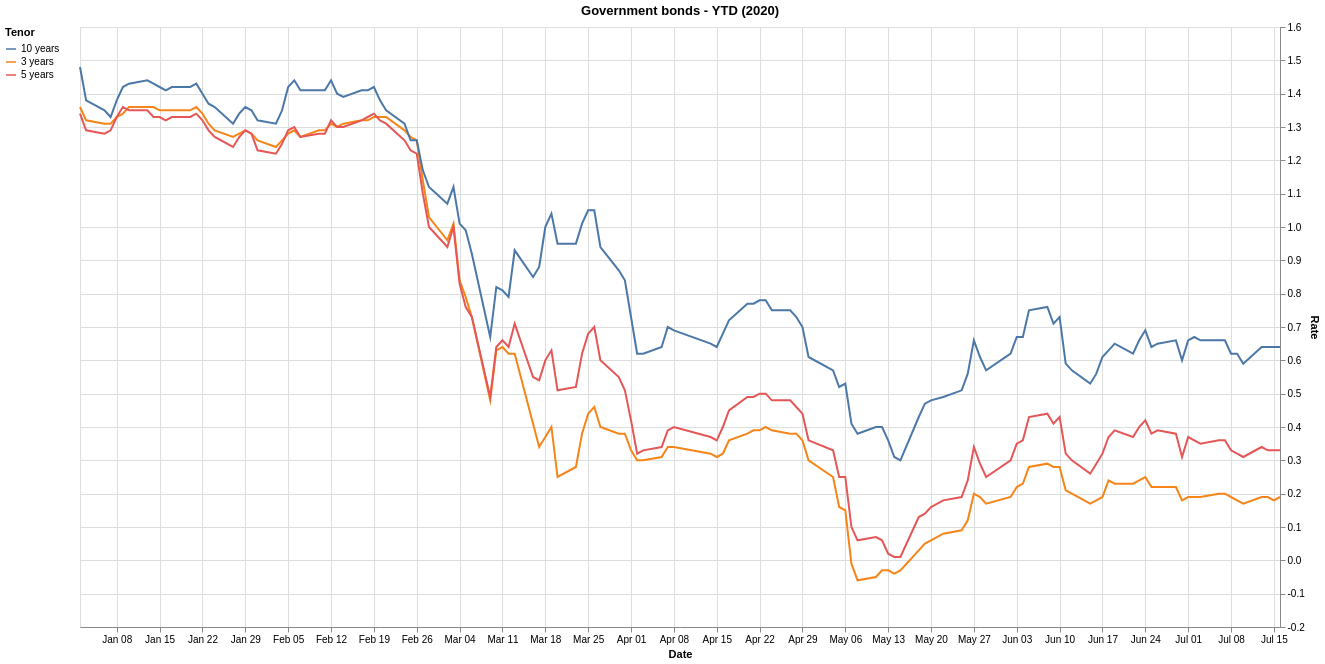 Government bonds - YTD (2020)
Tenor
10 years
3 years
5 years
1.6
1.5
1.4
1.3
1.2
1.1
1.0
0.9
0.8
0.7
0.6
0.5
0.4
0.3
0.2
0.1
0.0
-0.1
-0.2
Rate
Jan 08 Jan 15 Jan 22 Jan 29 Feb 05 Feb 12 Feb 19 Feb 26 Mar 04 Mar 11 Mar 18 Mar 25 Apr 01 Apr 08 Apr 15 Apr 22 Apr 29 May 06 May 13 May 20 May 27 Jun 03 Jun 10 Jun 17 Jun 24 Jul 01 Jul 08 Jul 15
Date